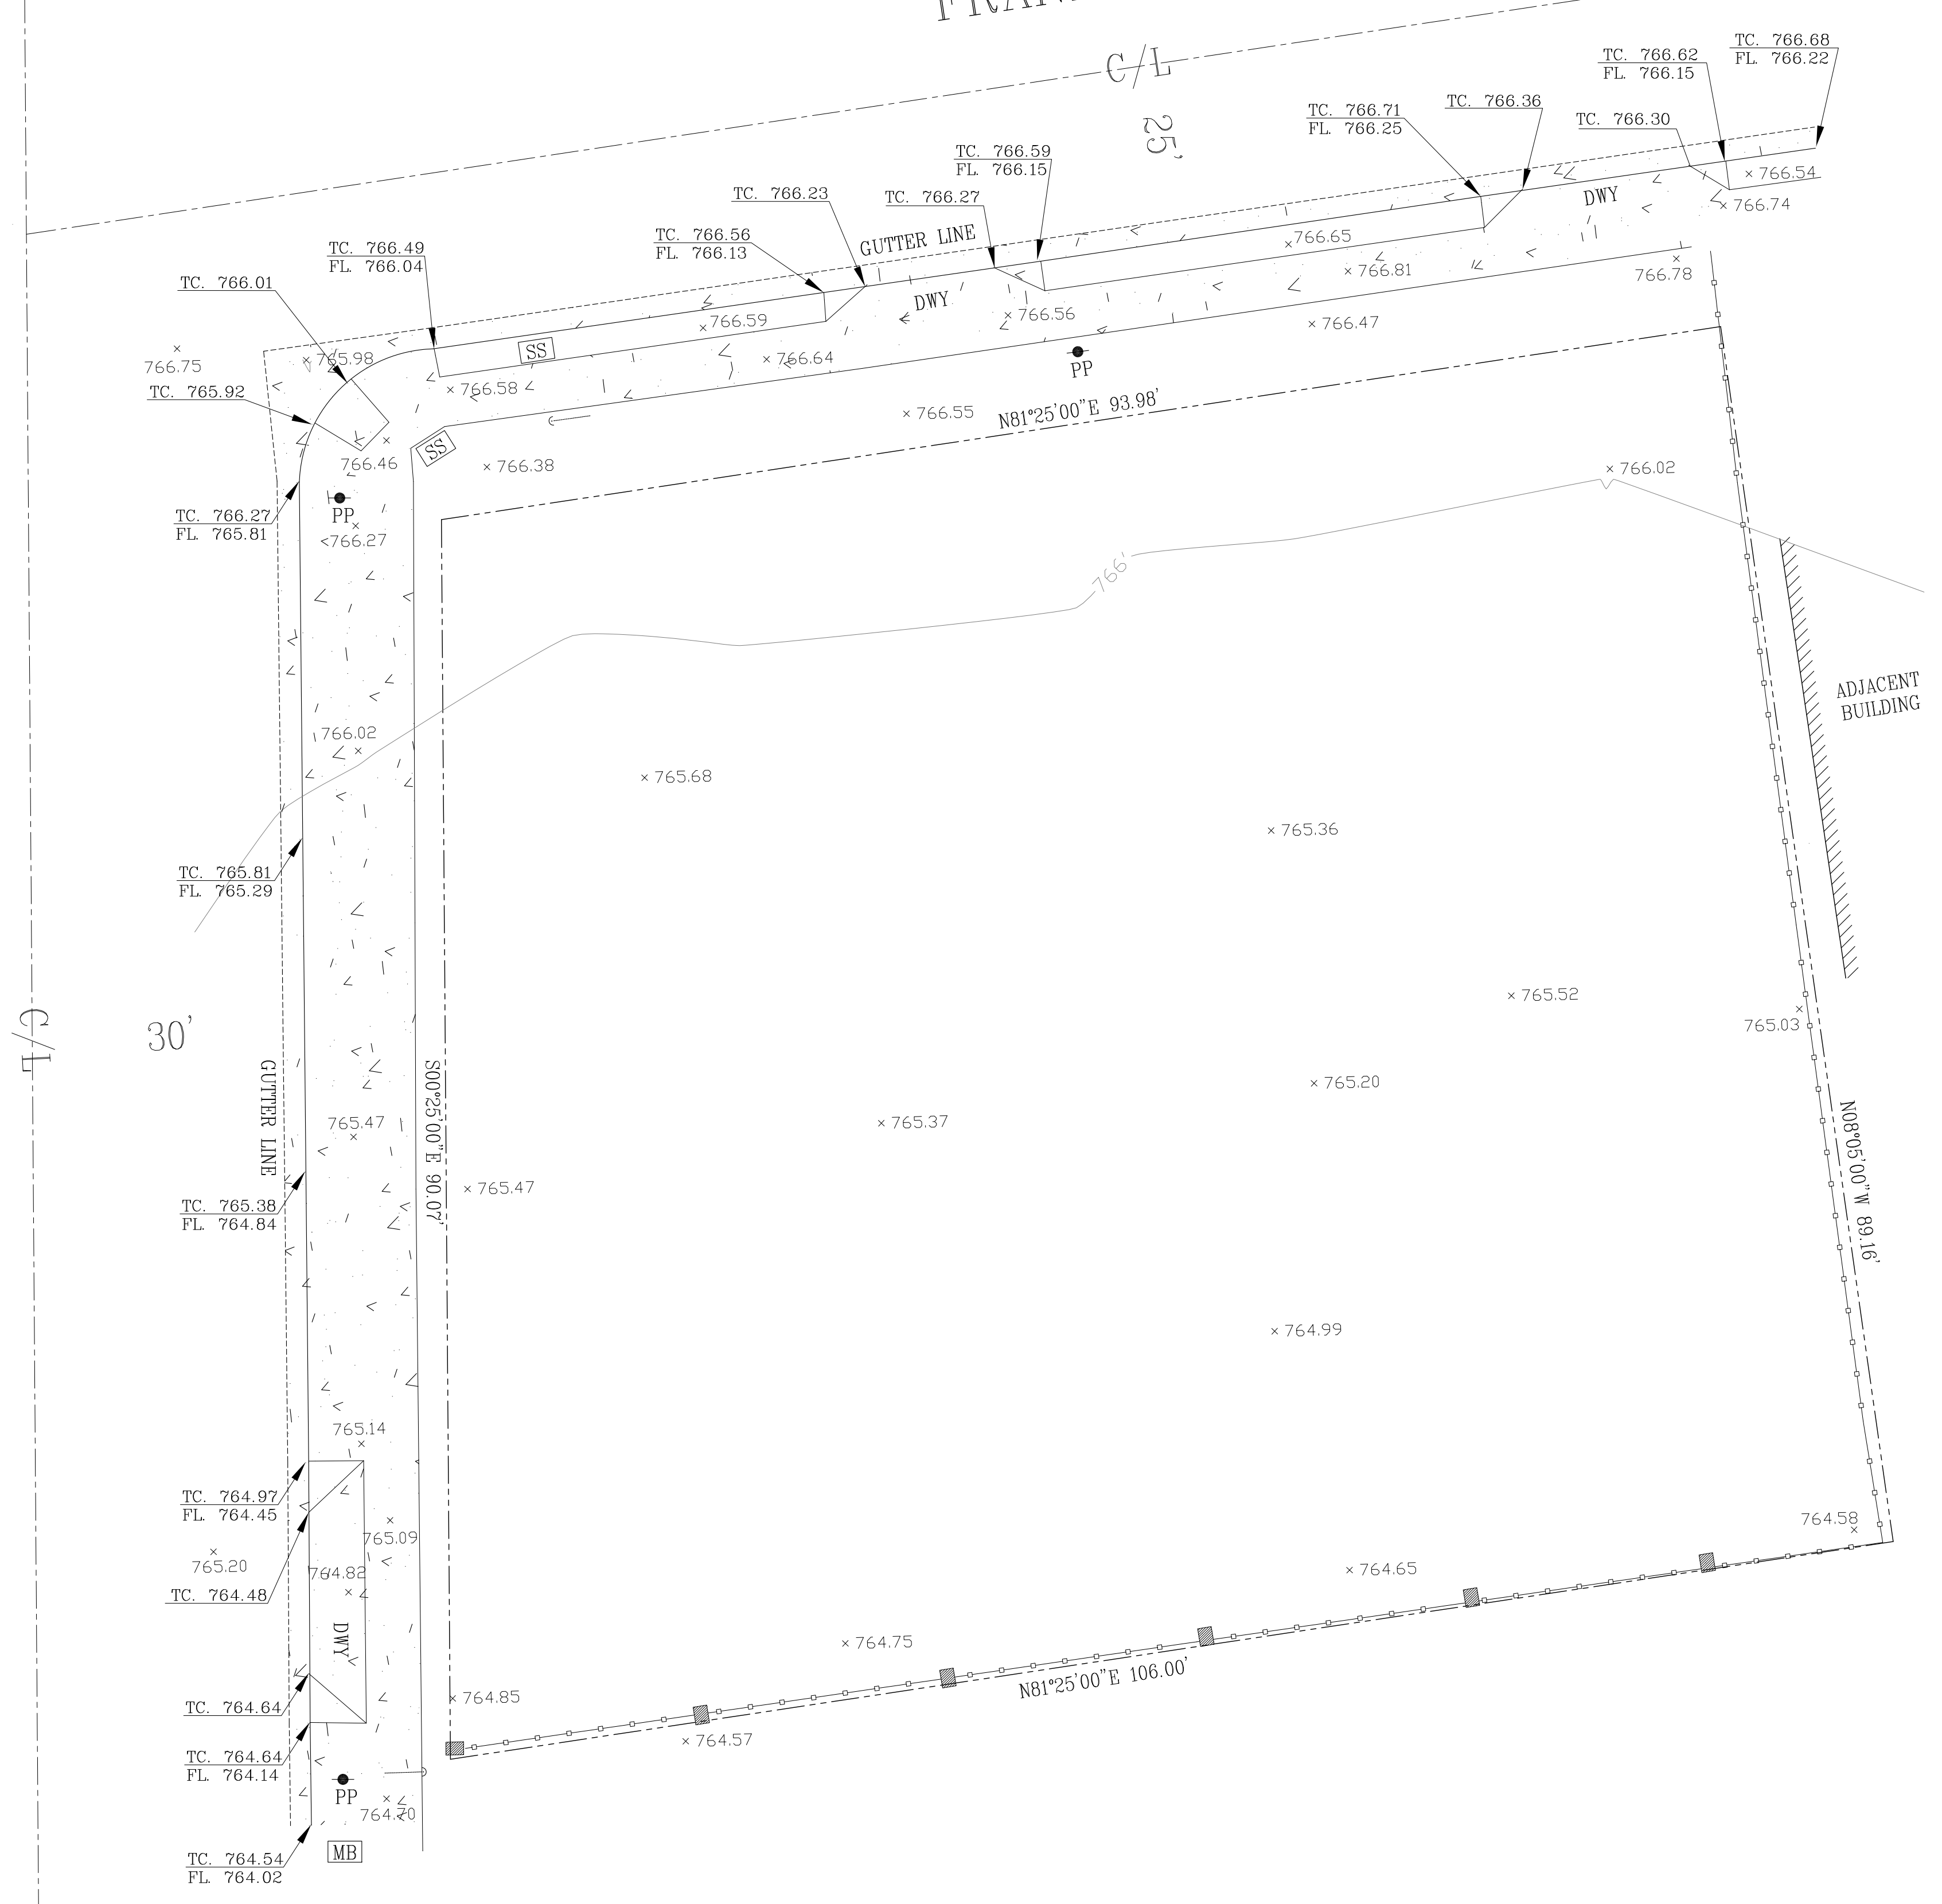 C/L
25'
TC. 766.68
FL. 766.22
TC. 766.62
FL. 766.15
TC. 766.36
TC. 766.71
FL. 766.25
TC. 766.30
TC. 766.59
FL. 766.15
766.54
TC. 766.23
TC. 766.27
DWY
766.74
TC. 766.56
FL. 766.13
GUTTER LINE
766.65
TC. 766.49
FL. 766.04
766.81
766.78
TC. 766.01
DWY
766.59
766.56
766.47
SS
766.75
765.98
766.64
PP
TC. 765.92
766.58
766.55
N81°25'00"E 93.98'
SS
766.46
766.38
766.02
TC. 766.27
FL. 765.81
PP
766.27
766'
ADJACENT
BUILDING
766.02
765.68
765.36
TC. 765.81
FL. 765.29
765.52
765.03
C/L
30'
GUTTER LINE
S00°25'00"E 90.07'
765.20
765.37
765.47
765.47
N08°05'00"W 89.16'
TC. 765.38
FL. 764.84
764.99
765.14
TC. 764.97
FL. 764.45
764.58
765.09
765.20
764.82
764.65
TC. 764.48
DWY
764.75
N81°25'00"E 106.00'
TC. 764.64
764.85
764.57
TC. 764.64
FL. 764.14
PP
764.70
MB
TC. 764.54
FL. 764.02